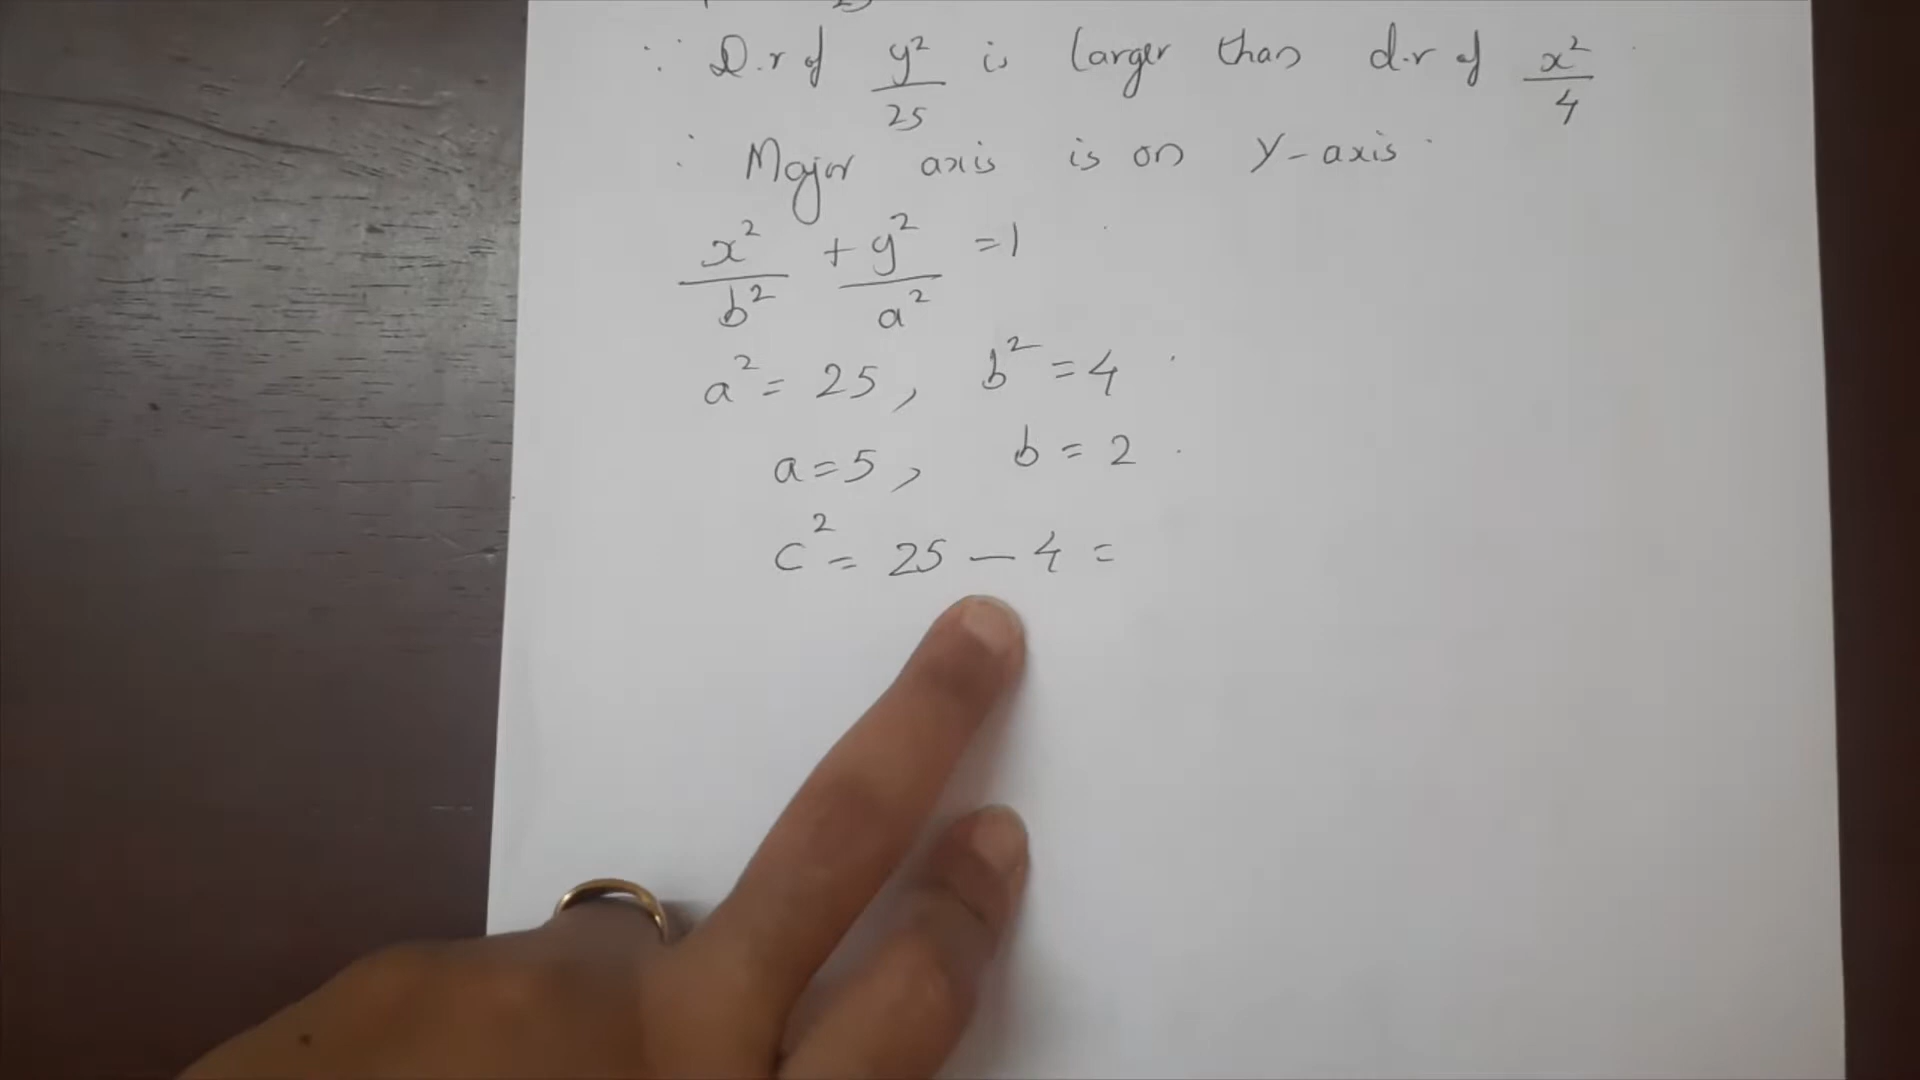 ∵ D.r of y²/25 is larger than d.r of x²/4
∴ Major axis is on Y-axis.
x²/b² + y²/a² = 1
a² = 25, b² = 4
a = 5, b = 2
c² = 25 - 4 =